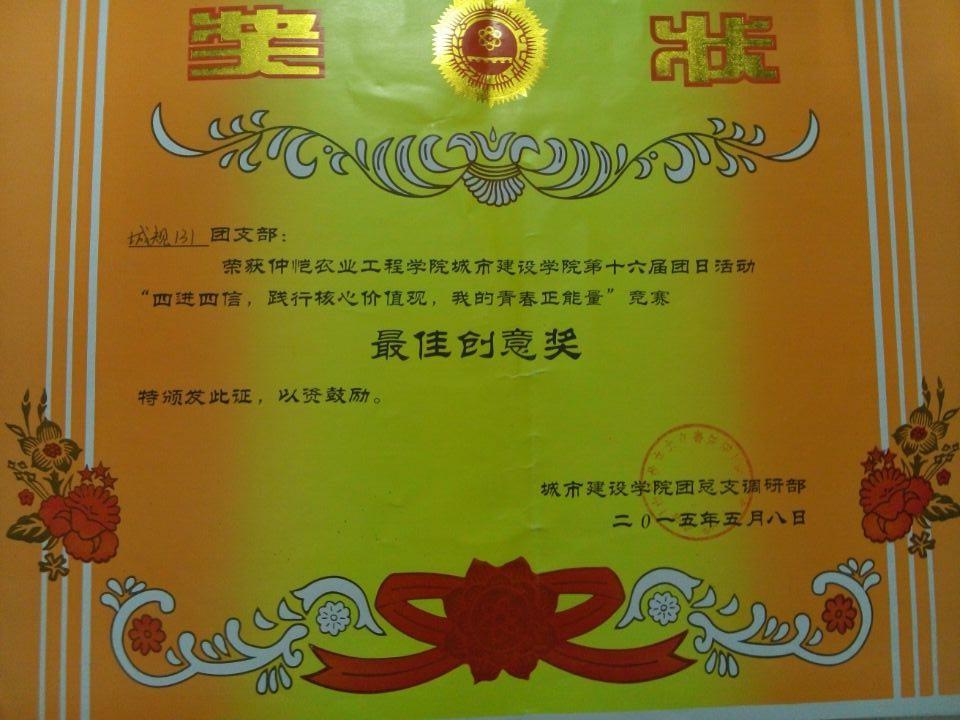 奖状
城规131 团支部：
荣获仲恺农业工程学院城市建设学院第十六届团日活动
“四进四信，践行核心价值观，我的青春正能量”竞赛
最佳创意奖
特颁发此证，以资鼓励。
城市建设学院团总支调研部
二0一五年五月八日